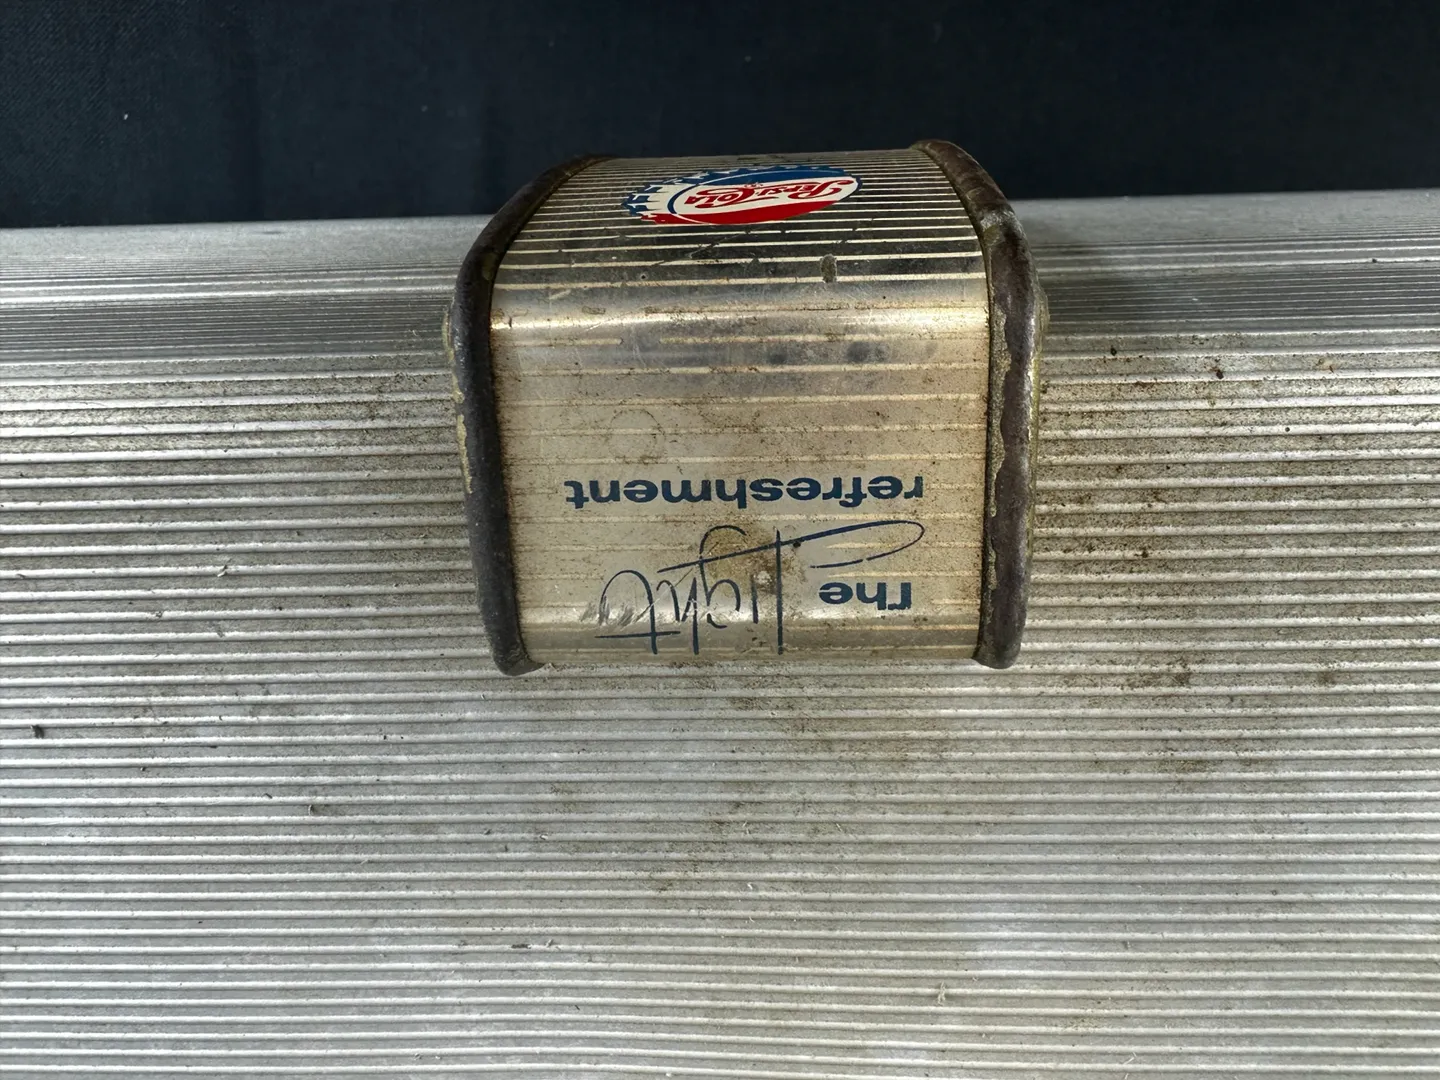 The Light
refreshment
PEPSI-COLA